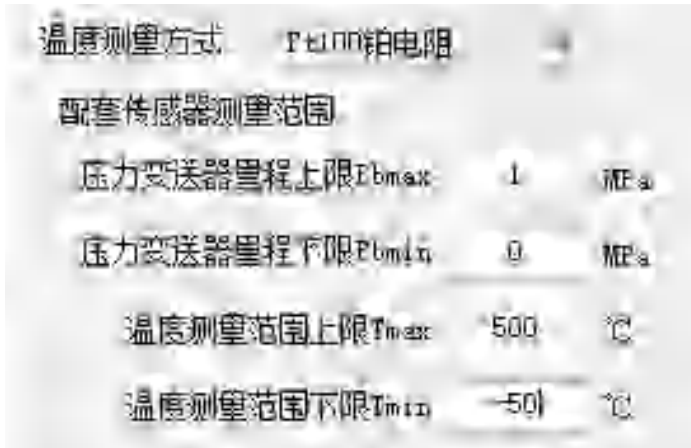 温度测量方式 Pt100铂电阻
配套传感器测量范围
压力变送器量程上限Pbmax 1 MPa
压力变送器量程下限Pbmin 0 MPa
温度测量范围上限Tmax 500 ℃
温度测量范围下限Tmin -50 ℃